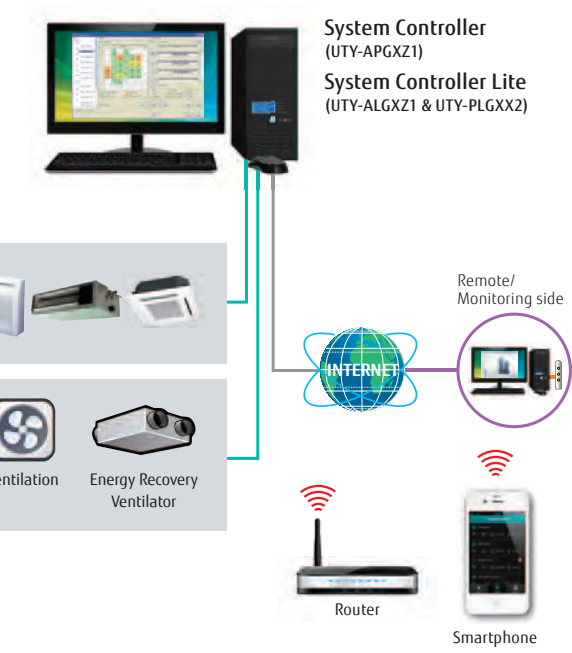 System Controller
(UTY-APGXZ1)
System Controller Lite
(UTY-ALGXZ1 & UTY-PLGXX2)
Remote/
Monitoring side
INTERNET
entilation
Energy Recovery
Ventilator
Router
Smartphone